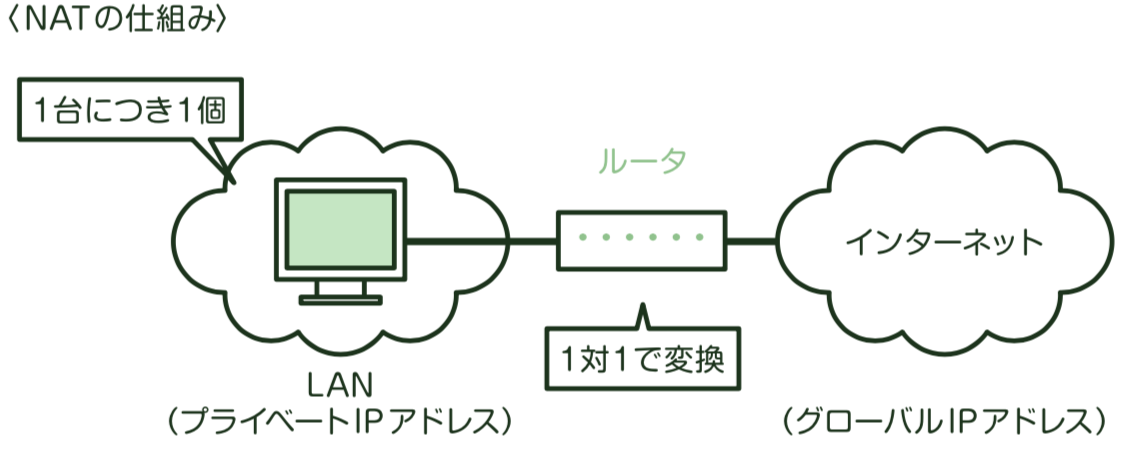 〈NATの仕組み〉
1台につき1個
ルータ
インターネット
1対1で変換
LAN
（プライベートIPアドレス）
（グローバルIPアドレス）